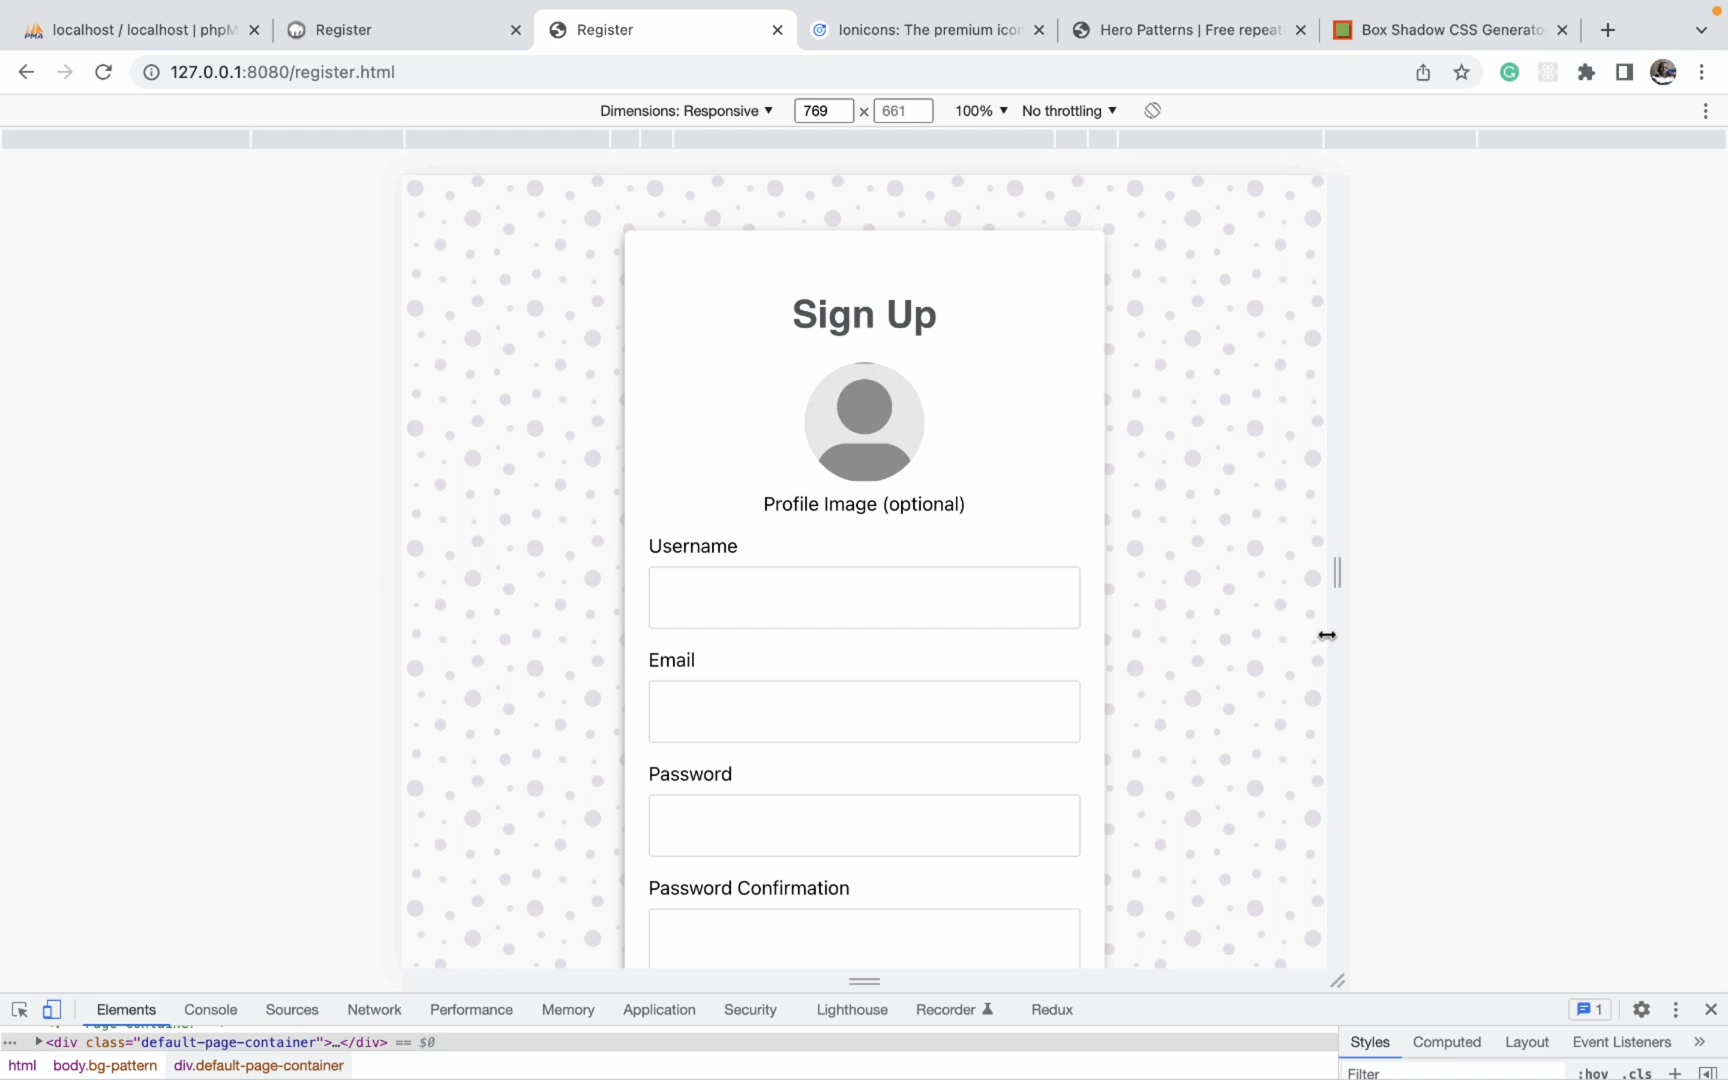 localhost / localhost | phpM
Register
Register
Ionicons: The premium icon
Hero Patterns | Free repeata
Box Shadow CSS Generato
127.0.0.1:8080/register.html
Dimensions: Responsive ▼ 769 × 661 100% ▼ No throttling ▼
Sign Up
Profile Image (optional)
Username
Email
Password
Password Confirmation
Elements Console Sources Network Performance Memory Application Security Lighthouse Recorder Redux 1
... ▶<div class="default-page-container">…</div> == $0
Styles Computed Layout Event Listeners »
html body.bg-pattern div.default-page-container
Filter :hov .cls +